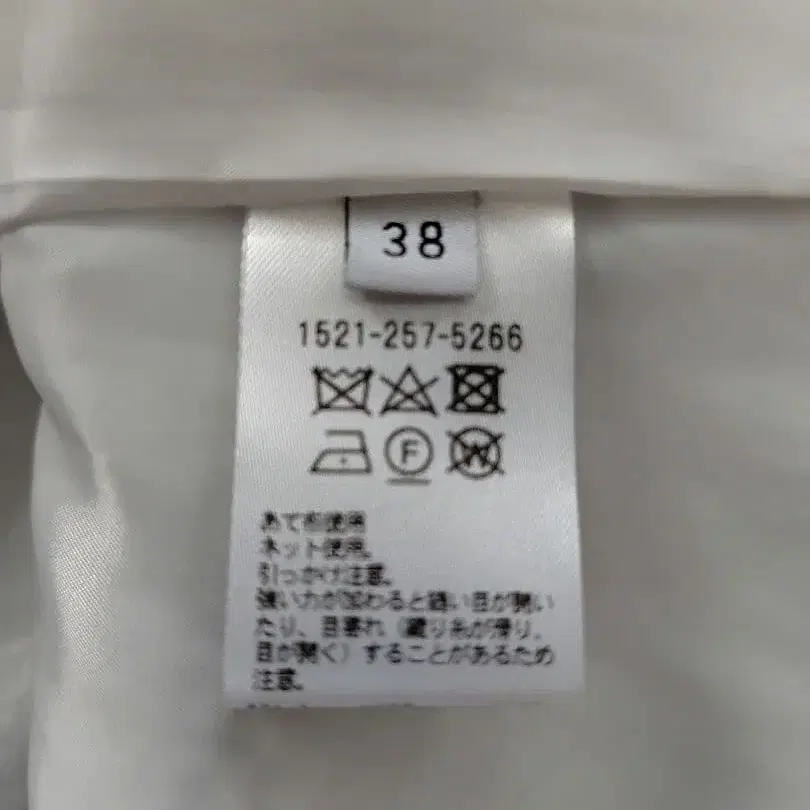 38
1521-257-5266
F
W
あて布使用
ネット使用。
引っかけ注意。
強い力が加わると縫い目が開い
たり、目寄れ（織り糸が滑り、
目が開く）することがあるため
注意。